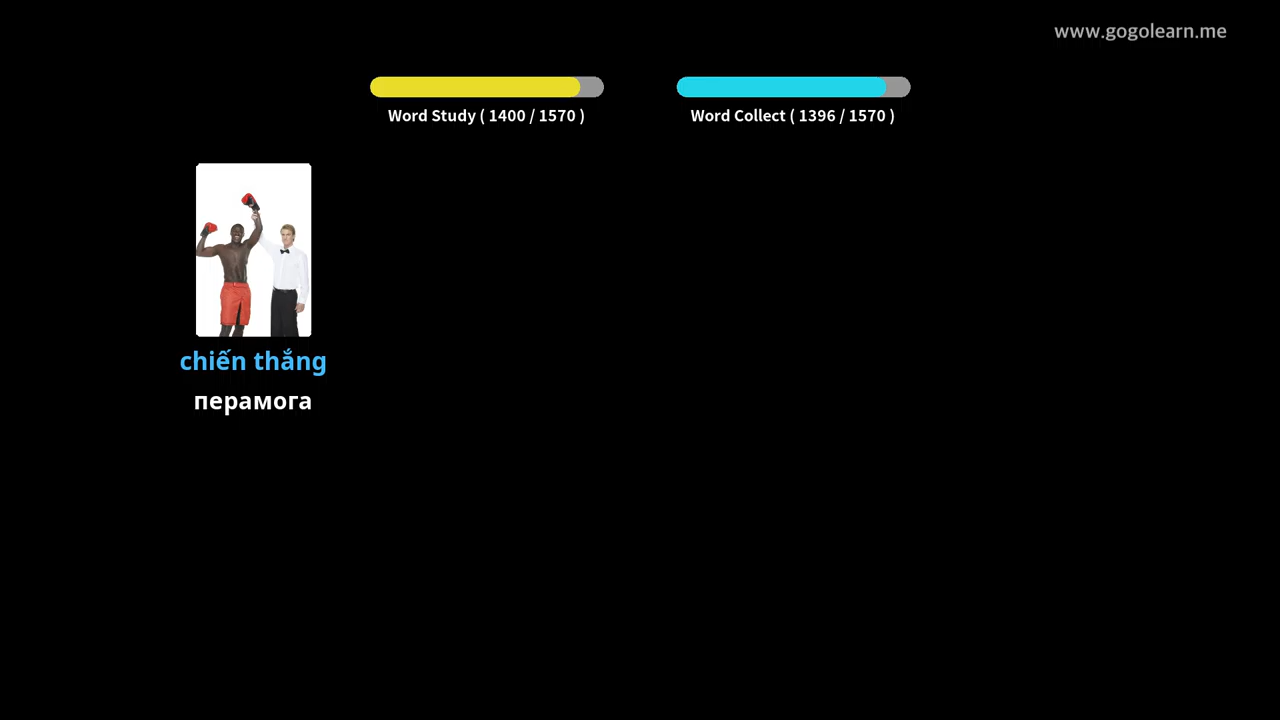 www.gogolearn.me
Word Study ( 1400 / 1570 )
Word Collect ( 1396 / 1570 )
chiến thắng
перамога